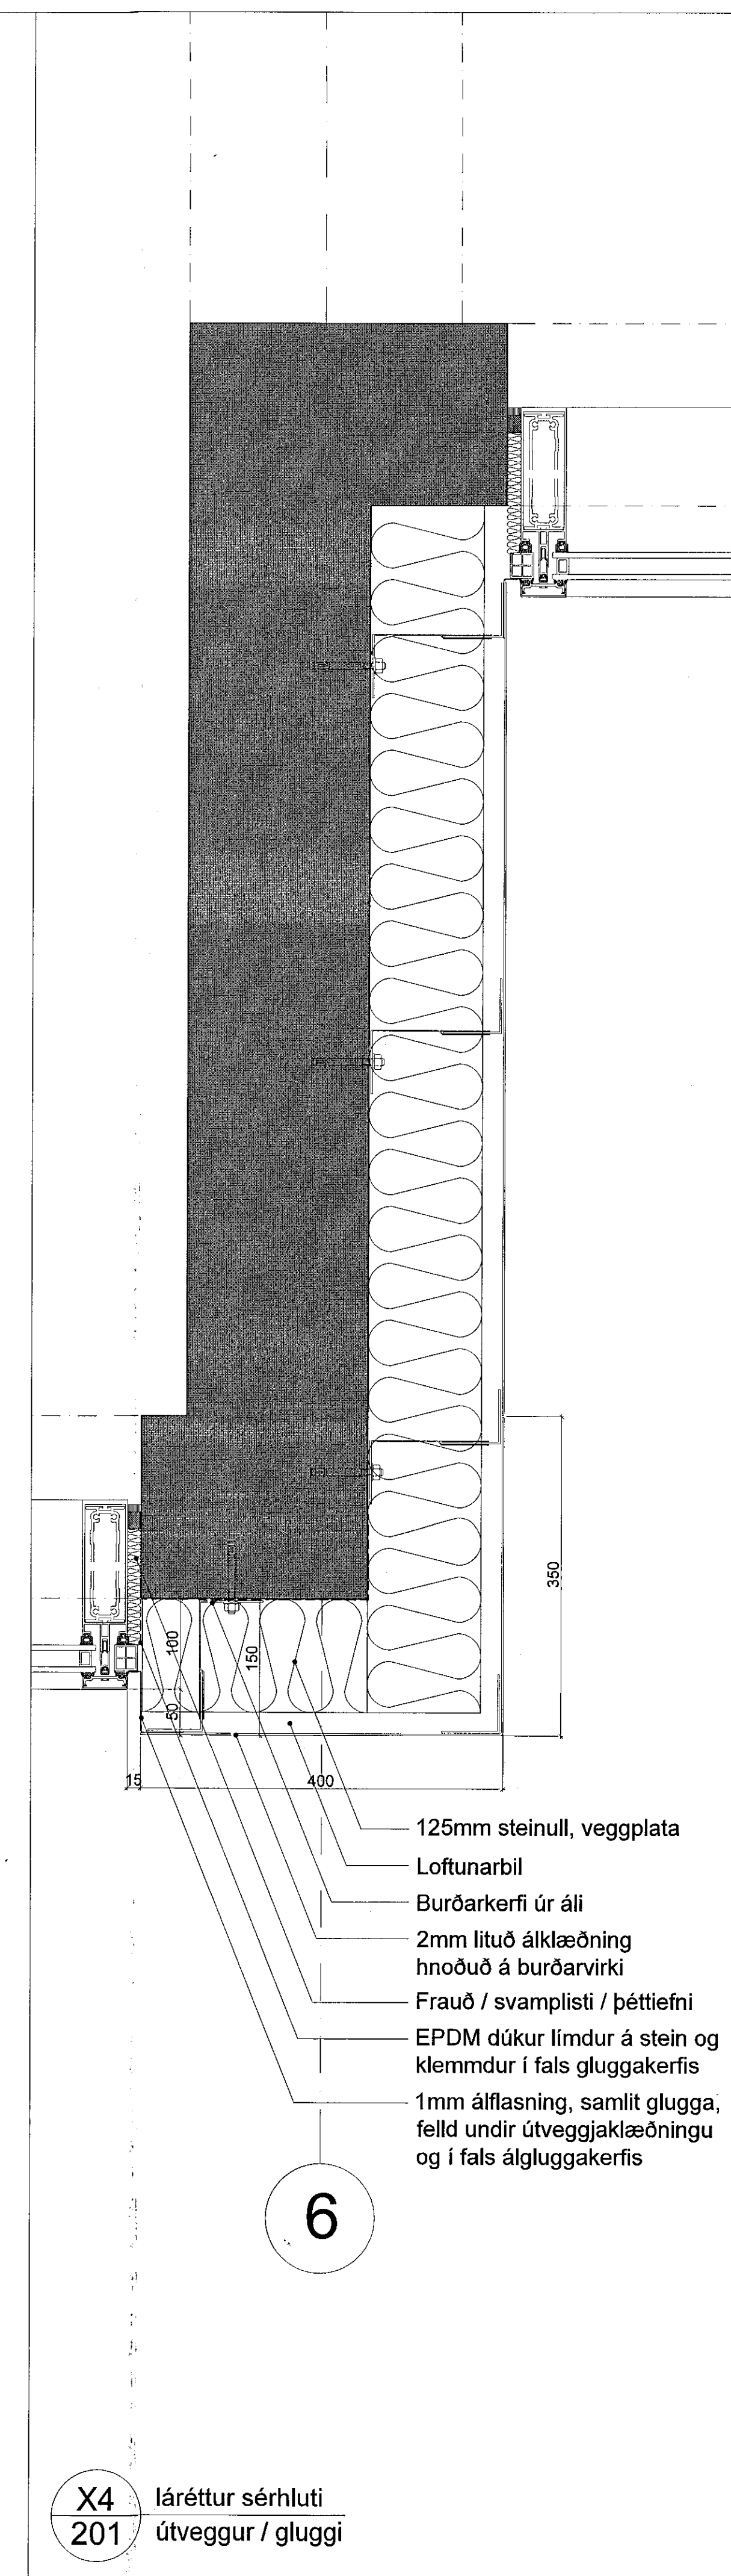 350
100
150
50
15
400
125mm steinull, veggplata
Loftunarbil
Burðarkerfi úr áli
2mm lituð álklæðning
hnoðuð á burðarvirki
Frauð / svamplisti / þéttiefni
EPDM dúkur límdur á stein og
klemmdur í fals gluggakerfis
1mm álflasning, samlit glugga,
felld undir útveggjaklæðningu
og í fals álgluggakerfis
6
X4
láréttur sérhluti
201
útveggur / gluggi